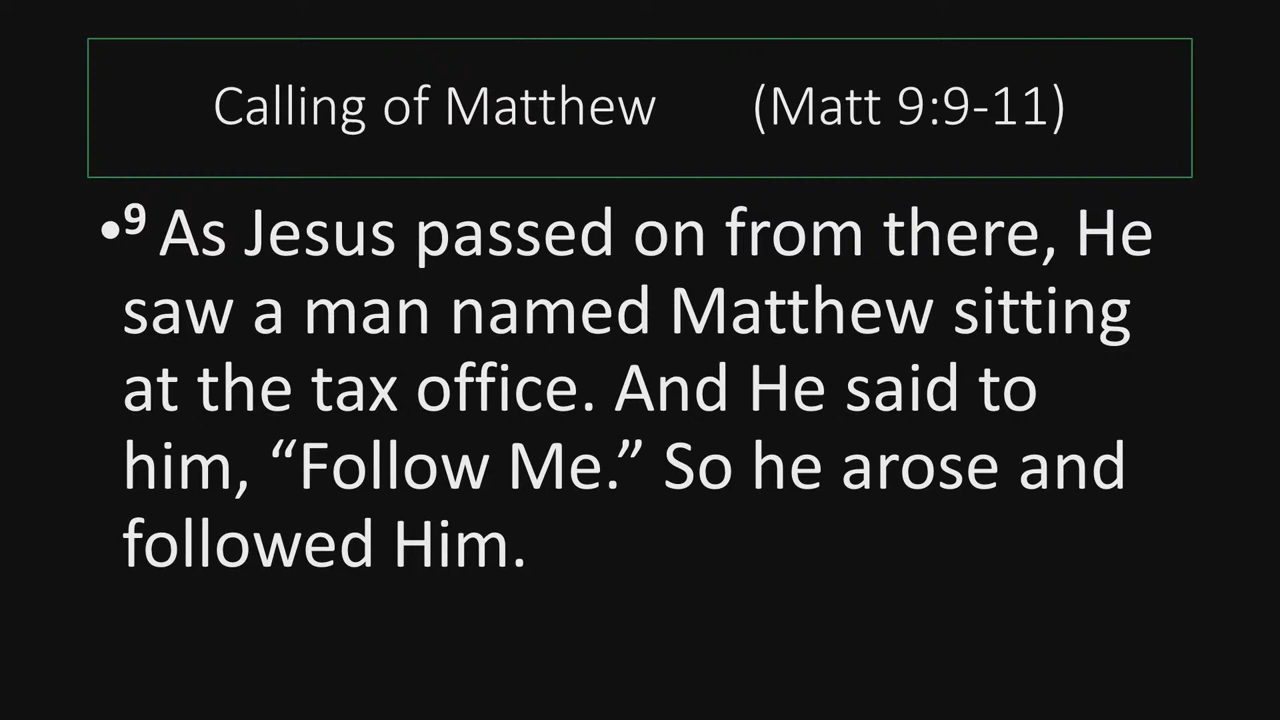 Calling of Matthew (Matt 9:9-11)
•9 As Jesus passed on from there, He
saw a man named Matthew sitting
at the tax office. And He said to
him, “Follow Me.” So he arose and
followed Him.